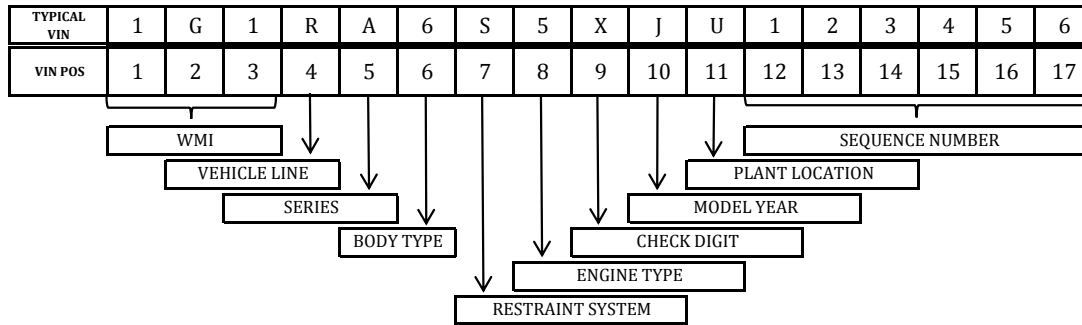 TYPICAL VIN 1 G 1 R A 6 S 5 X J U 1 2 3 4 5 6
VIN POS 1 2 3 4 5 6 7 8 9 10 11 12 13 14 15 16 17
WMI SEQUENCE NUMBER
VEHICLE LINE PLANT LOCATION
SERIES MODEL YEAR
BODY TYPE CHECK DIGIT
ENGINE TYPE
RESTRAINT SYSTEM